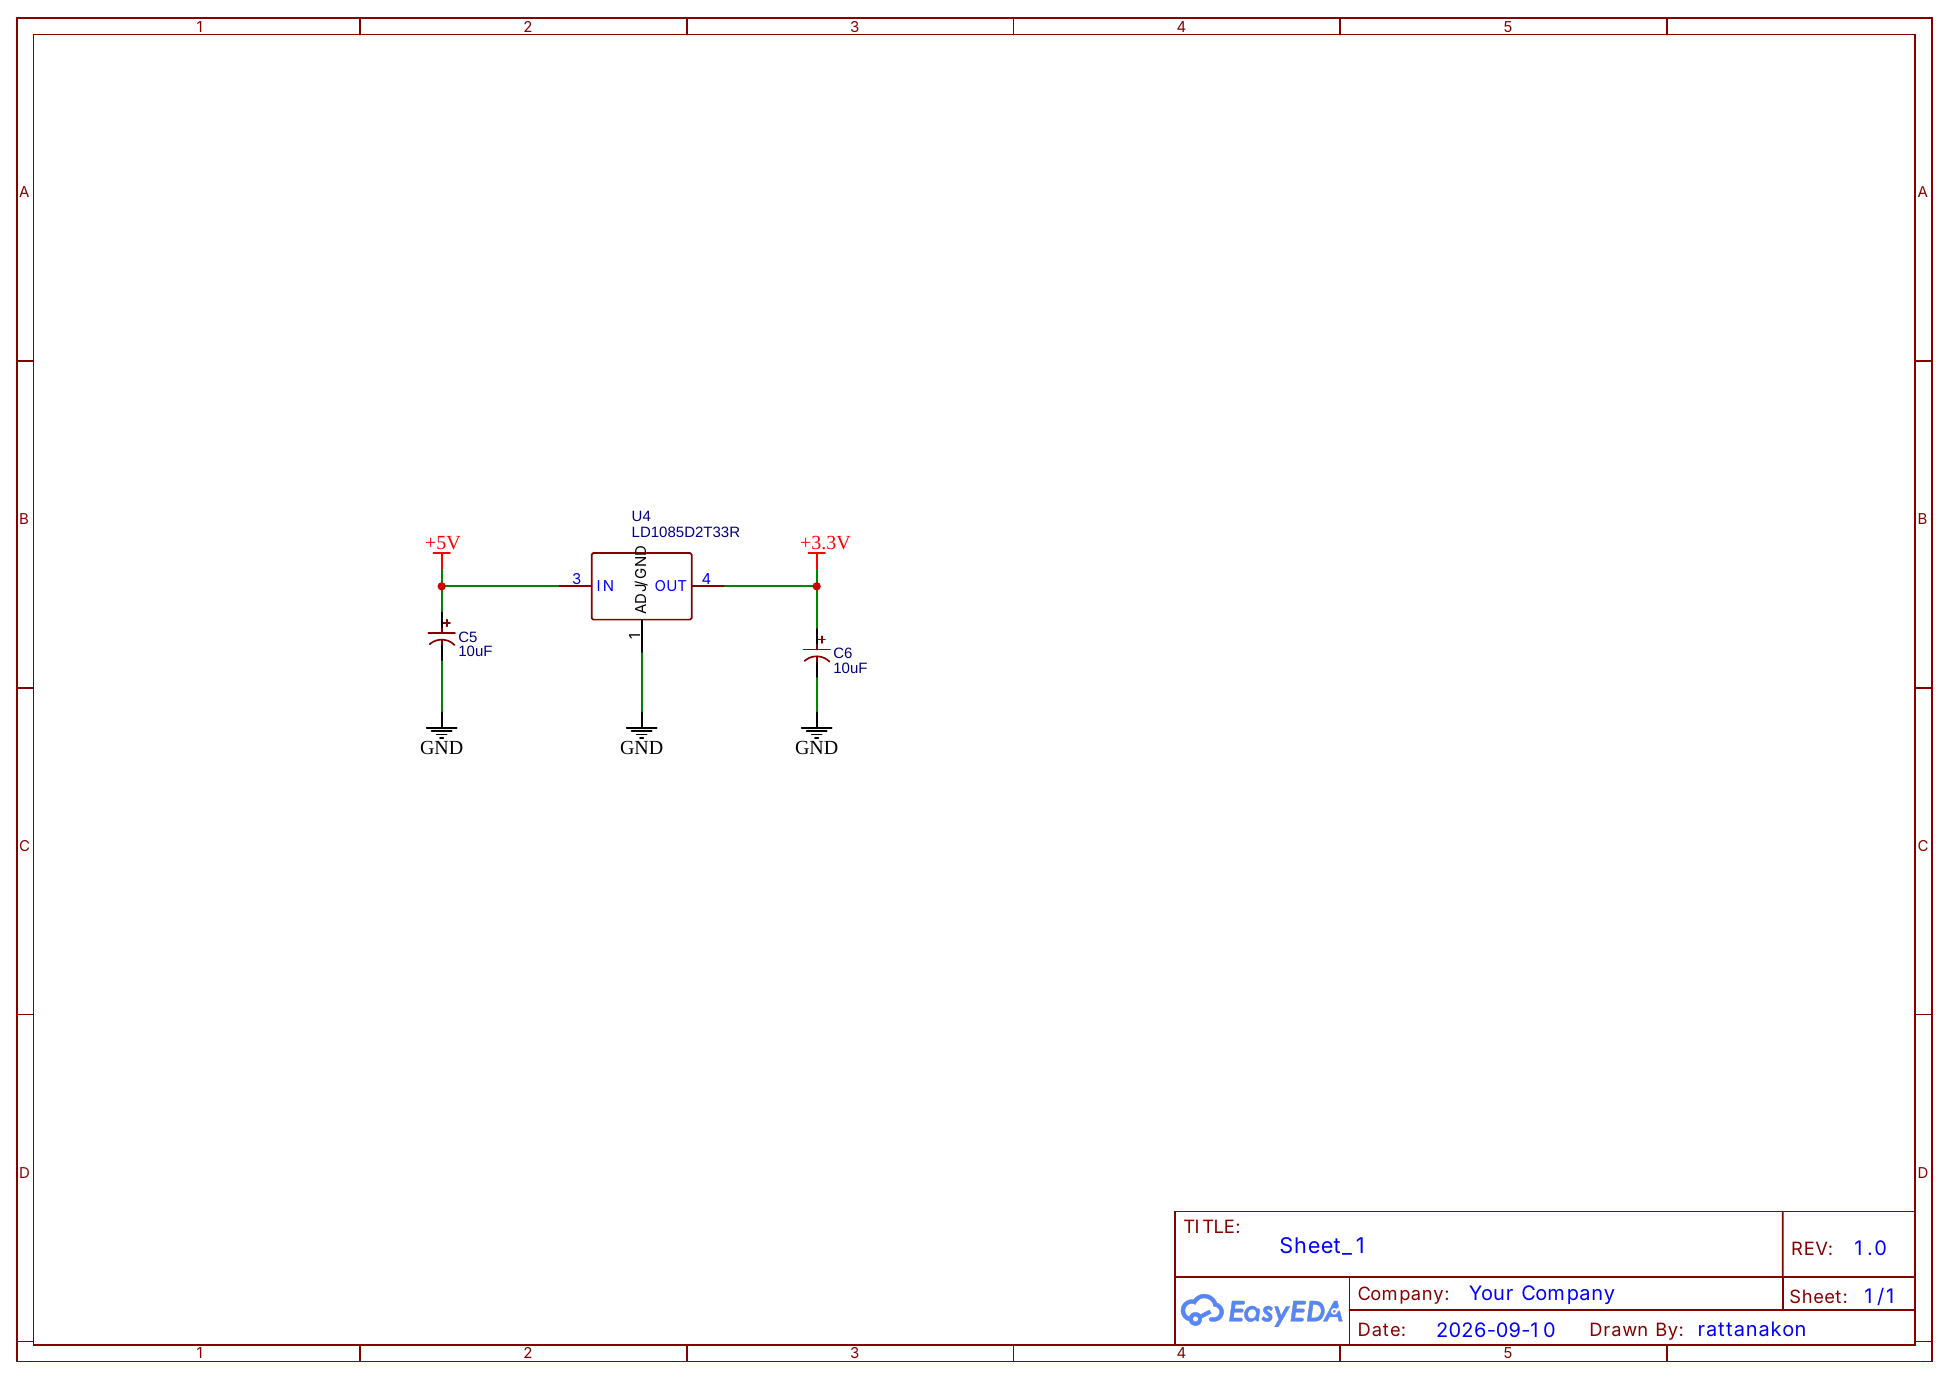 1 2 3 4 5
A A
U4
LD1085D2T33R
B B
+5V +3.3V
3 IN ADJ/GND OUT 4
1
+ C5
10uF
+ C6
10uF
GND GND GND
C C
D D
TITLE:
Sheet_1
REV: 1.0
EasyEDA
Company: Your Company
Sheet: 1/1
Date: 2026-09-10 Drawn By: rattanakon
1 2 3 4 5